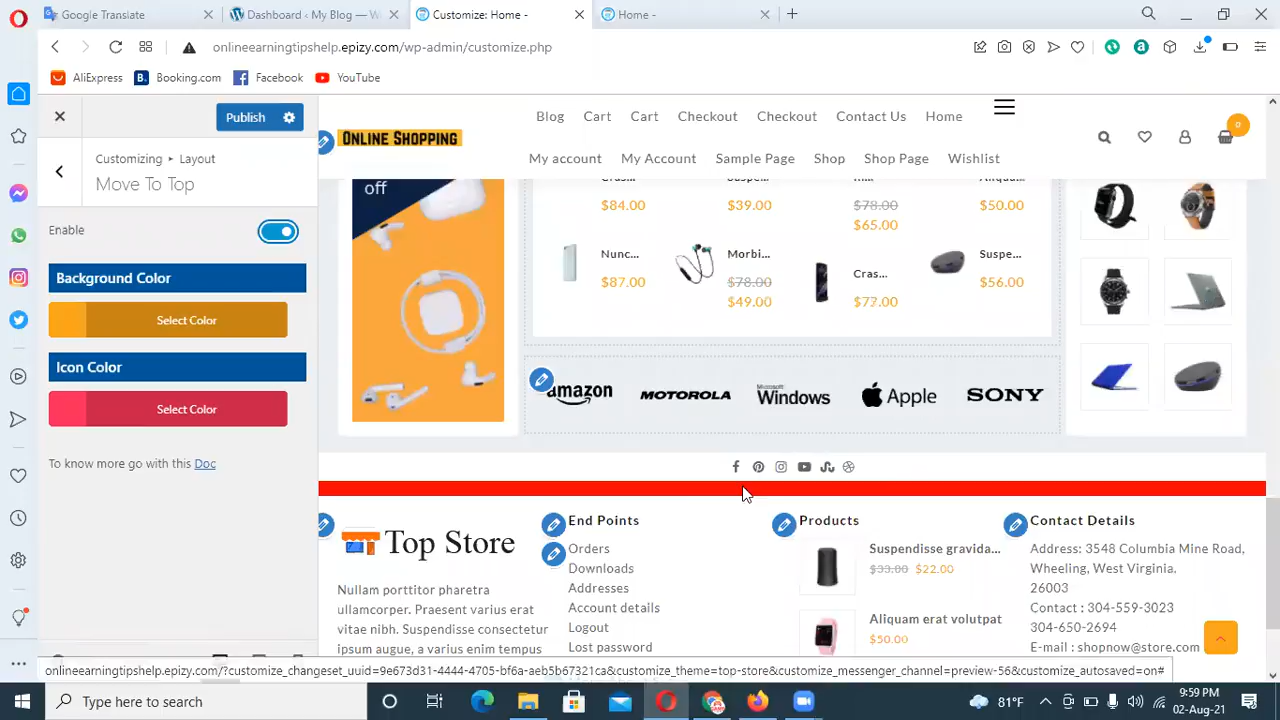 Google Translate
Dashboard ‹ My Blog — W
Customize: Home -
Home -
onlineearningtipshelp.epizy.com/wp-admin/customize.php
AliExpress
B. Booking.com
Facebook
YouTube
Publish
Customizing ▸ Layout
Move To Top
Enable
Background Color
Select Color
Icon Color
Select Color
To know more go with this Doc
ONLINE SHOPPING
Blog Cart Cart Checkout Checkout Contact Us Home
My account My Account Sample Page Shop Shop Page Wishlist
0
off
$84.00
$39.00
$78.00
$65.00
$50.00
Nunc...
$87.00
Morbi...
$78.00
$49.00
Cras...
$77.00
Suspe...
$56.00
amazon
MOTOROLA
Microsoft
Windows
Apple
SONY
Top Store
Nullam porttitor pharetra
ullamcorper. Praesent varius erat
vitae nibh. Suspendisse consectetur
ipsum augue, a varius enim tempus
End Points
Orders
Downloads
Addresses
Account details
Logout
Lost password
Products
Suspendisse gravida...
$33.00 $22.00
Aliquam erat volutpat
$50.00
Contact Details
Address: 3548 Columbia Mine Road,
Wheeling, West Virginia.
26003
Contact : 304-559-3023
304-650-2694
E-mail : shopnow@store.com
onlineearningtipshelp.epizy.com/?customize_changeset_uuid=9e673d31-4444-4705-bf6a-aeb5b67321ca&customize_theme=top-store&customize_messenger_channel=preview-56&customize_autosaved=on#
Type here to search
81°F
9:59 PM
02-Aug-21